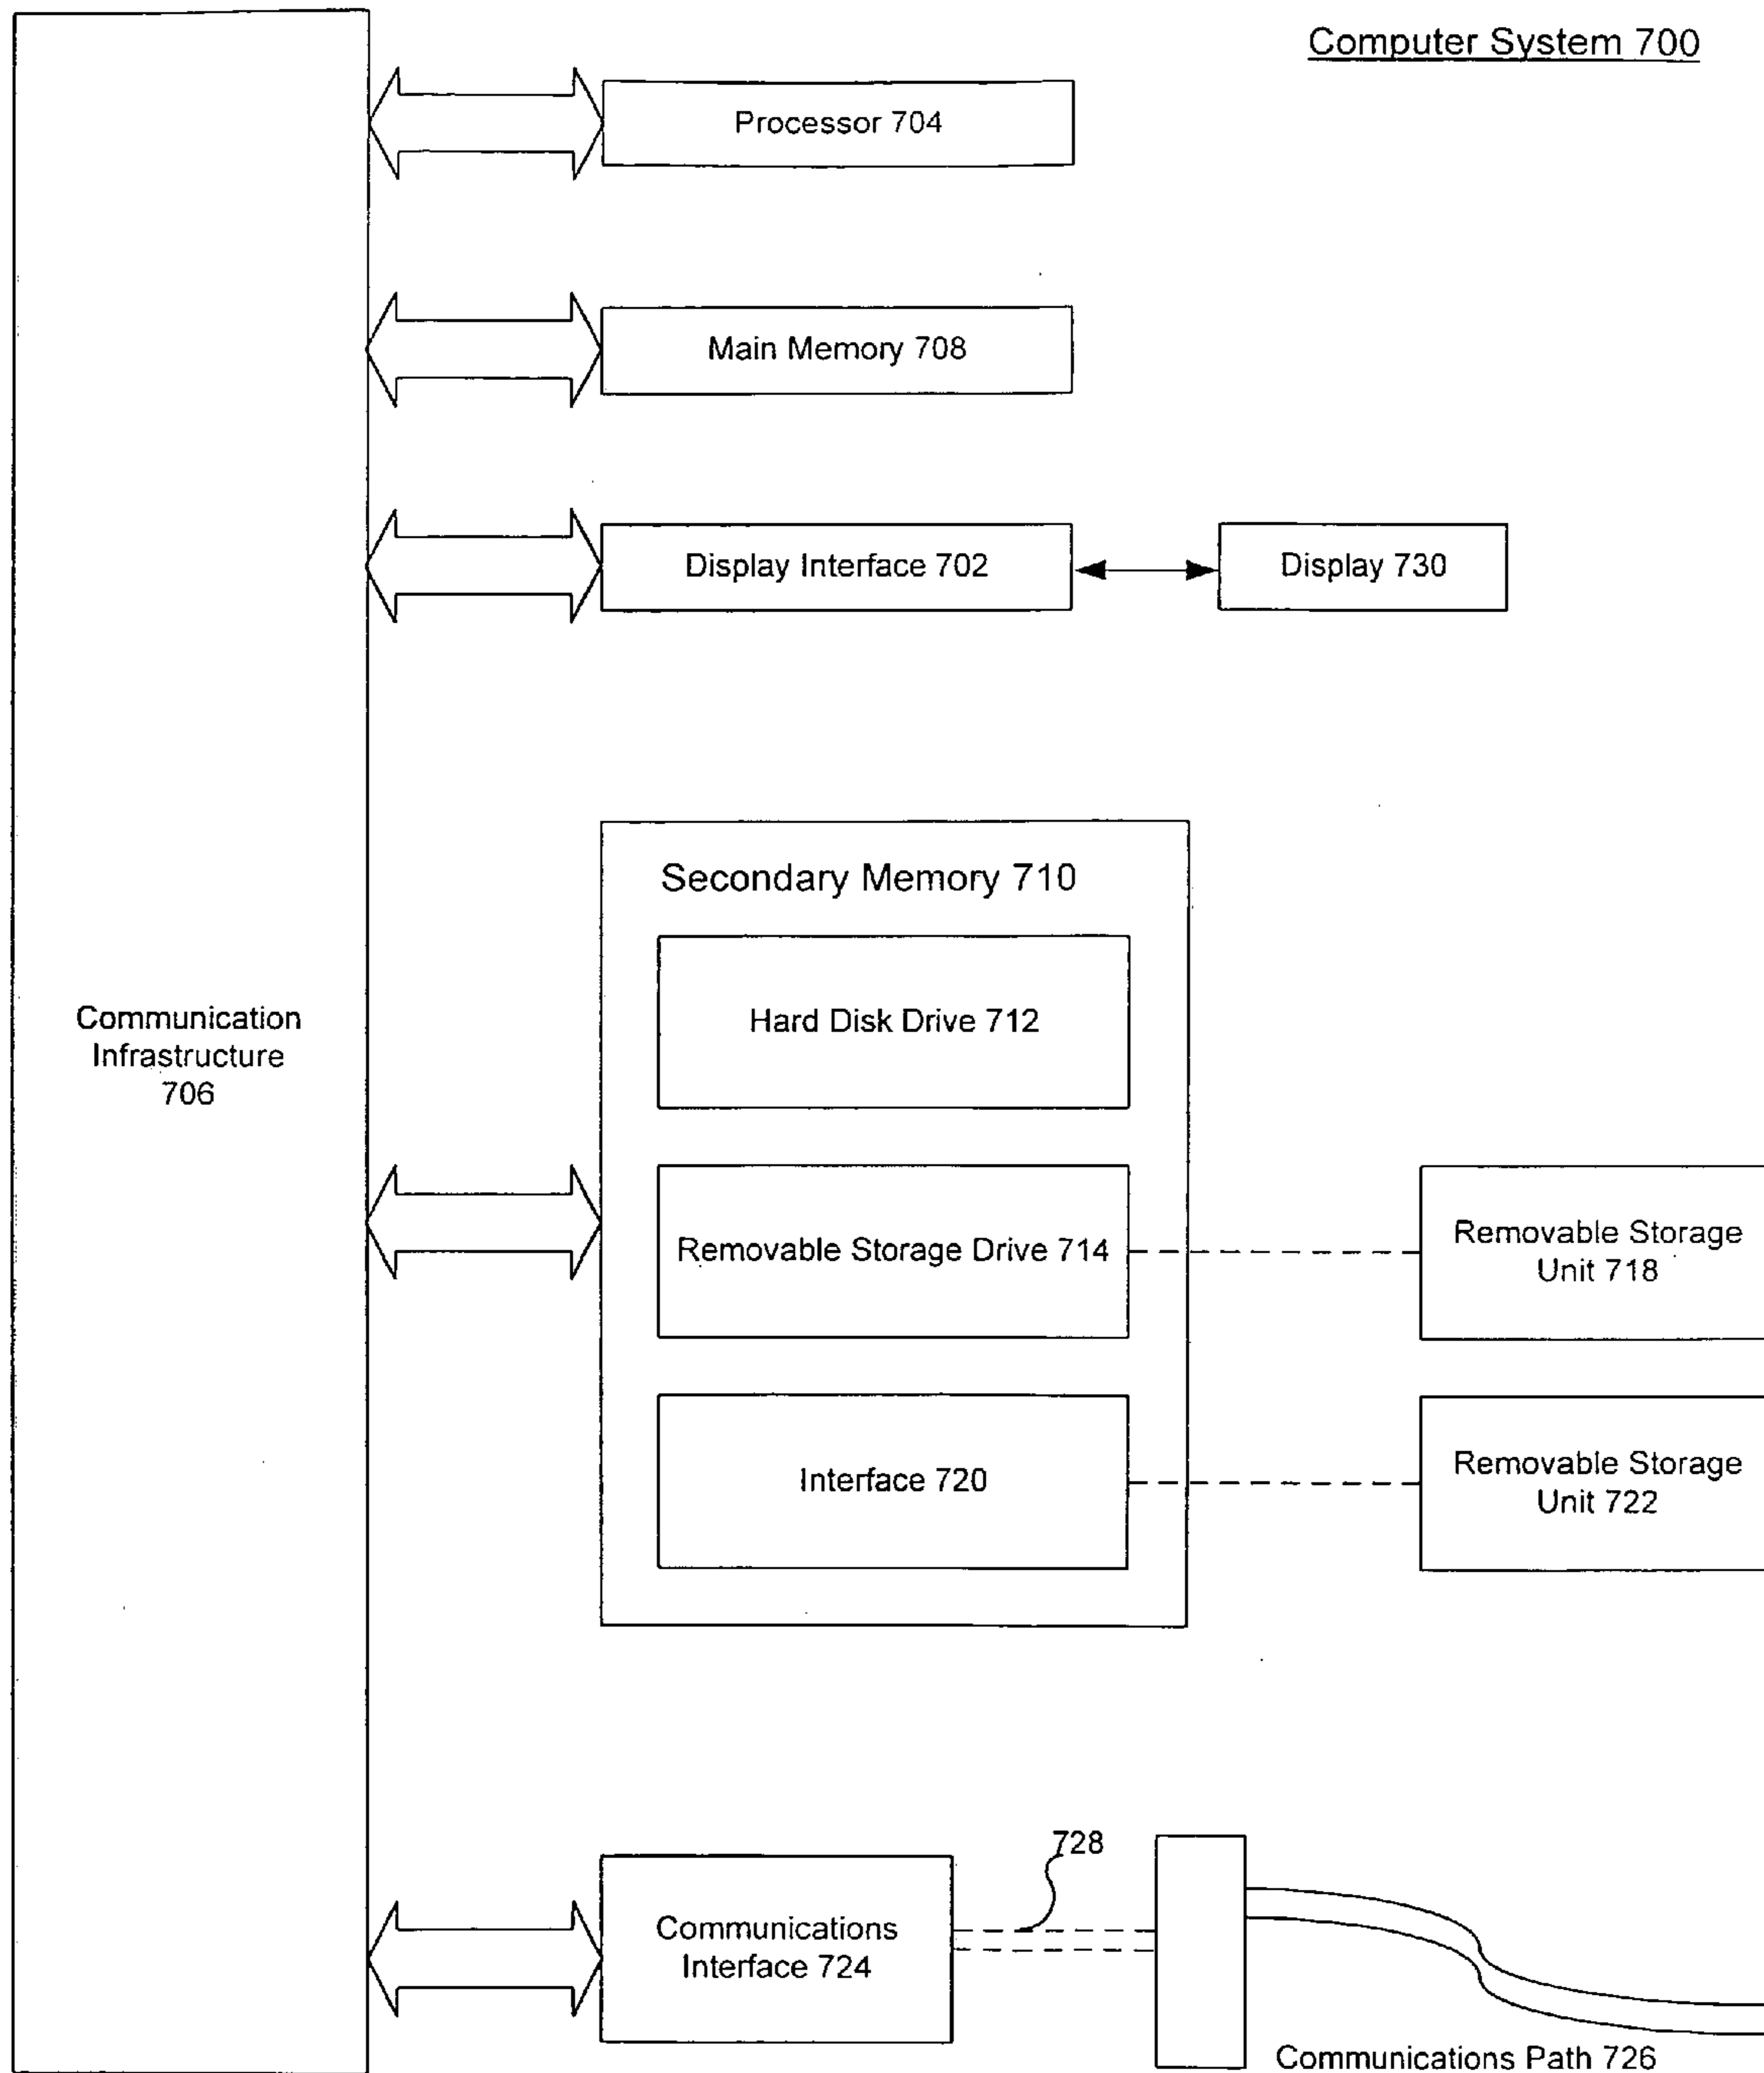 Computer System 700
Processor 704
Main Memory 708
Display Interface 702
Display 730
Secondary Memory 710
Hard Disk Drive 712
Communication
Infrastructure
706
Removable Storage Drive 714
Removable Storage
Unit 718
Interface 720
Removable Storage
Unit 722
728
Communications
Interface 724
Communications Path 726